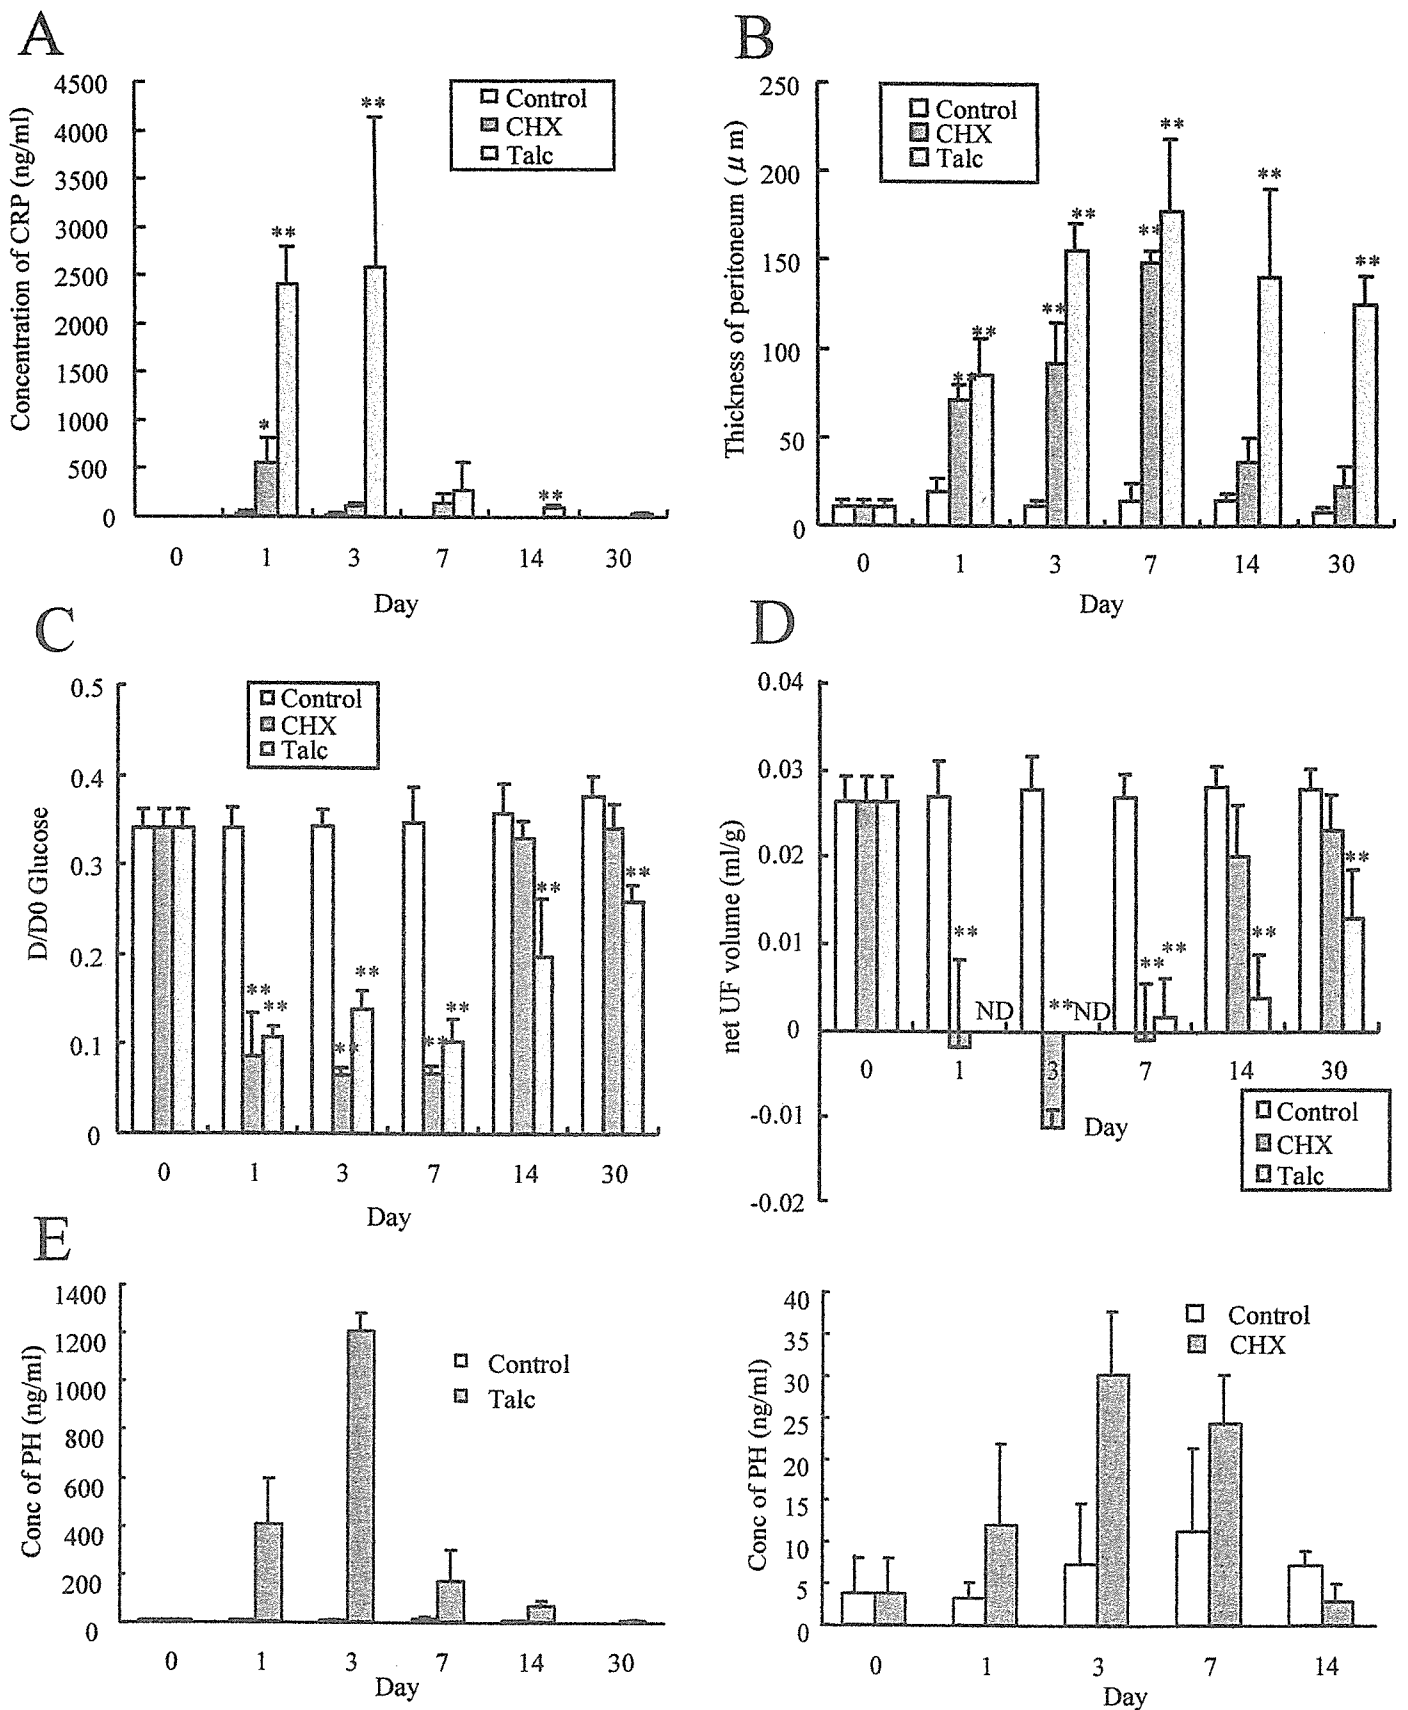 A
Concentration of CRP (ng/ml)
4500
4000
3500
3000
2500
2000
1500
1000
500
0
Control
CHX
Talc
*
**
**
**
0 1 3 7 14 30
Day
B
Thickness of peritoneum (μm)
250
200
150
100
50
0
Control
CHX
Talc
**
**
**
**
**
**
**
**
0 1 3 7 14 30
Day
C
D/D0 Glucose
0.5
0.4
0.3
0.2
0.1
0
Control
CHX
Talc
**
**
**
**
**
**
**
**
0 1 3 7 14 30
Day
D
net UF volume (ml/g)
0.04
0.03
0.02
0.01
0
-0.01
-0.02
**
ND
**
ND
**
**
**
**
0 1 3 7 14 30
Day
Control
CHX
Talc
E
Conc of PH (ng/ml)
1400
1200
1000
800
600
400
200
0
Control
Talc
0 1 3 7 14 30
Day
Conc of PH (ng/ml)
40
35
30
25
20
15
10
5
0
Control
CHX
0 1 3 7 14
Day